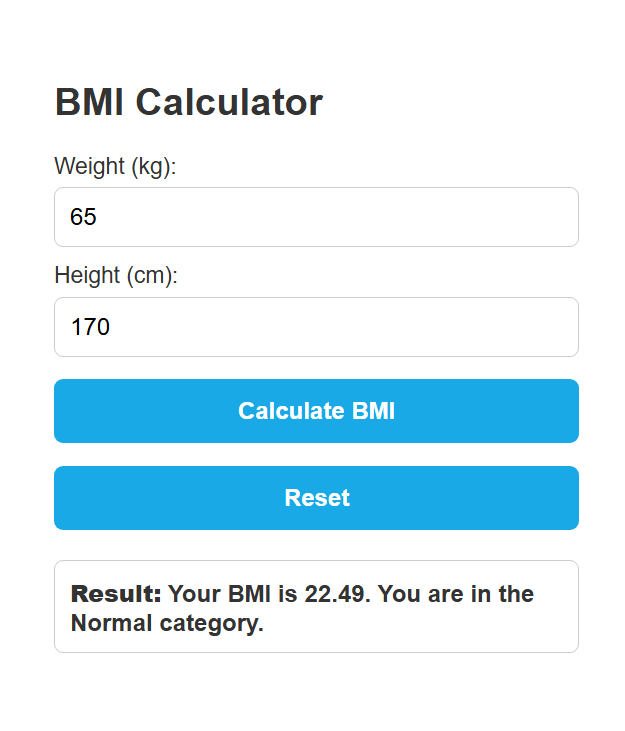 BMI Calculator
Weight (kg):
65
Height (cm):
170
Calculate BMI
Reset
Result: Your BMI is 22.49. You are in the
Normal category.